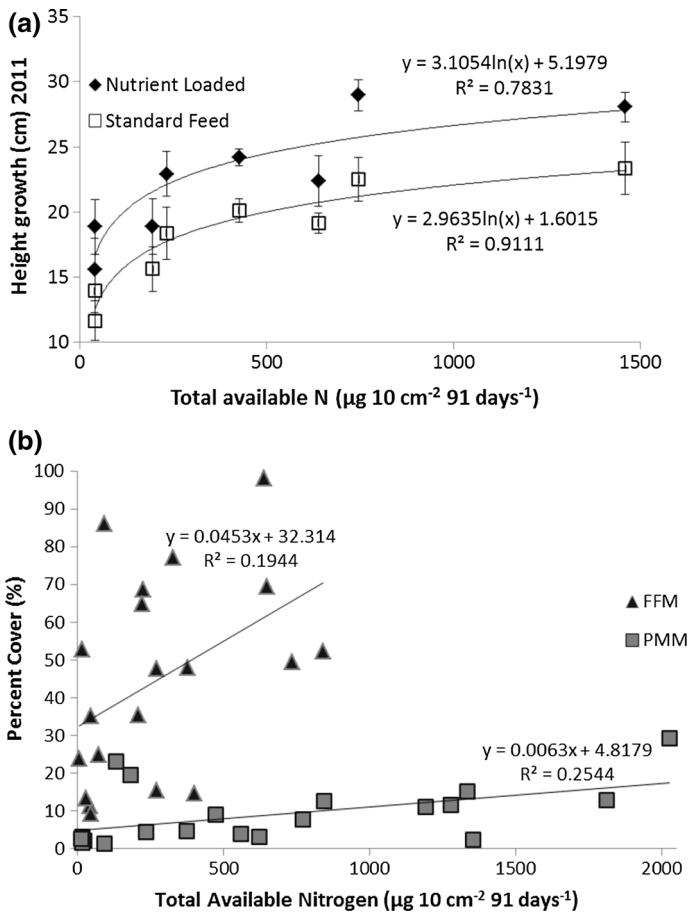 (a)
Height growth (cm) 2011
35
30
25
20
15
10
◆ Nutrient Loaded
□ Standard Feed
y = 3.1054ln(x) + 5.1979
R² = 0.7831
y = 2.9635ln(x) + 1.6015
R² = 0.9111
0 500 1000 1500
Total available N (µg 10 cm⁻² 91 days⁻¹)
(b)
Percent Cover (%)
100
90
80
70
60
50
40
30
20
10
0
y = 0.0453x + 32.314
R² = 0.1944
▲ FFM
■ PMM
y = 0.0063x + 4.8179
R² = 0.2544
0 500 1000 1500 2000
Total Available Nitrogen (µg 10 cm⁻² 91 days⁻¹)